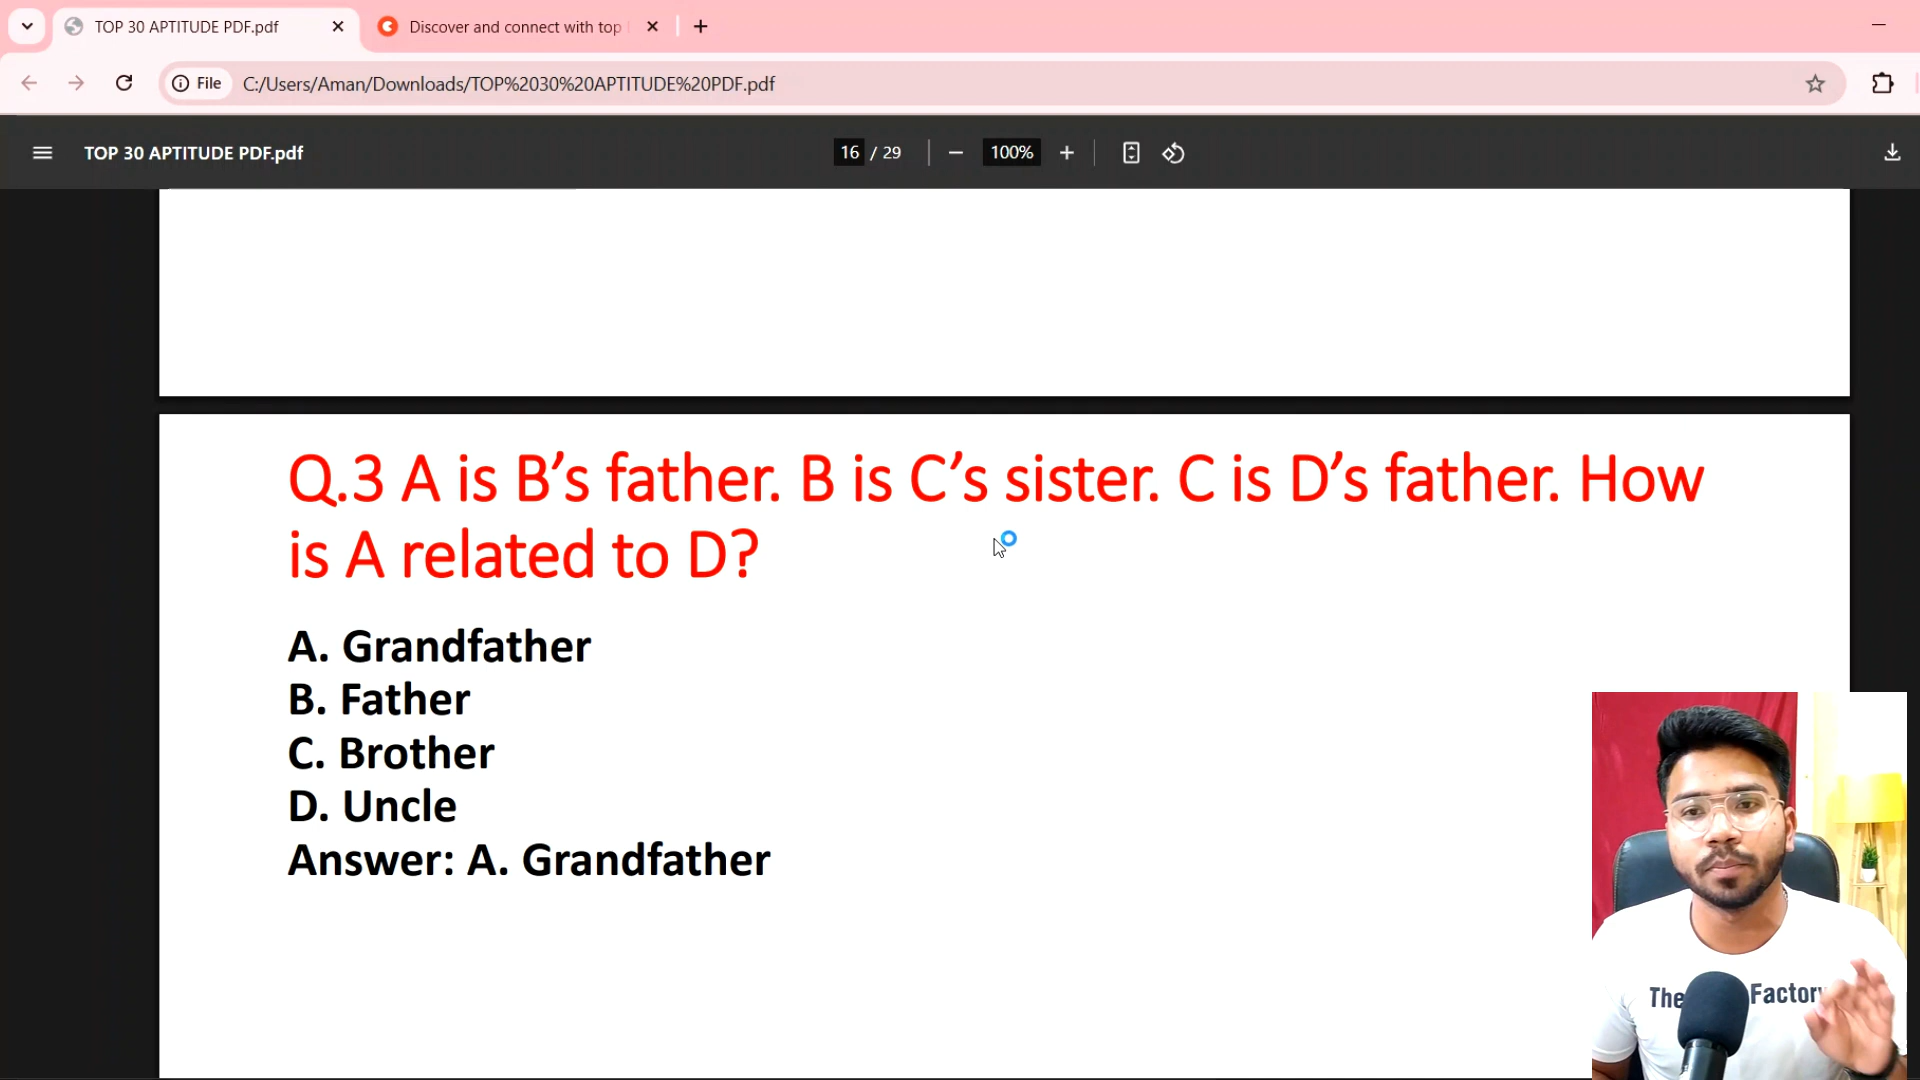 TOP 30 APTITUDE PDF.pdf
Discover and connect with top
File
C:/Users/Aman/Downloads/TOP%2030%20APTITUDE%20PDF.pdf
TOP 30 APTITUDE PDF.pdf
16 / 29
100%
Q.3 A is B’s father. B is C’s sister. C is D’s father. How
is A related to D?
A. Grandfather
B. Father
C. Brother
D. Uncle
Answer: A. Grandfather
The Factory